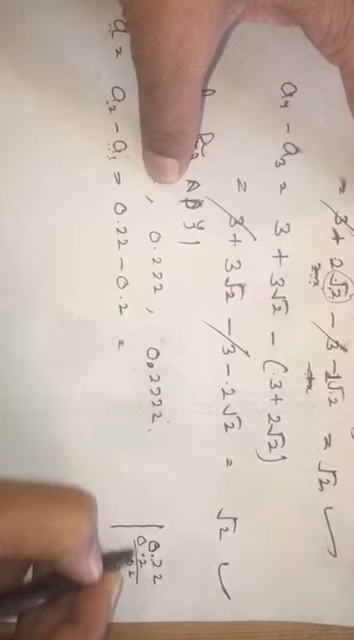 = 3 + 2√2 - 3 - 1√2 = √2
a4 - a3 = 3 + 3√2 - (3 + 2√2)
= 3 + 3√2 - 3 - 2√2 = √2 ✓
, 0.222, 0.2222,
a2 - a1 = 0.22 - 0.2 =
0.22
0.2